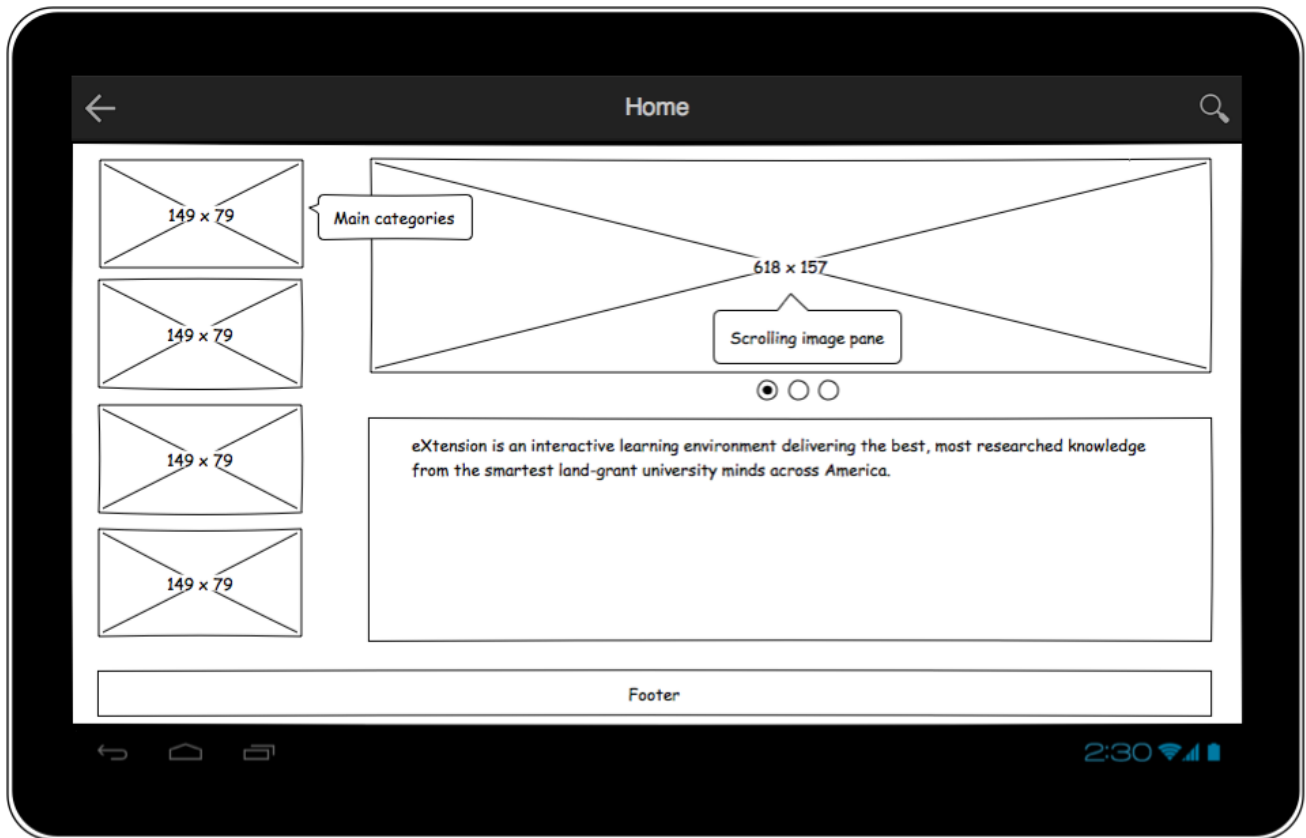 Home
149 x 79
Main categories
618 x 157
Scrolling image pane
149 x 79
149 x 79
149 x 79
eXtension is an interactive learning environment delivering the best, most researched knowledge
from the smartest land-grant university minds across America.
Footer
2:30